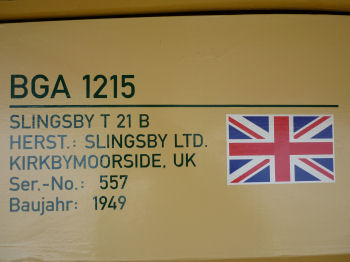 BGA 1215
SLINGSBY T 21 B
HERST.: SLINGSBY LTD.
KIRKBYMOORSIDE, UK
Ser.-No.: 557
Baujahr: 1949